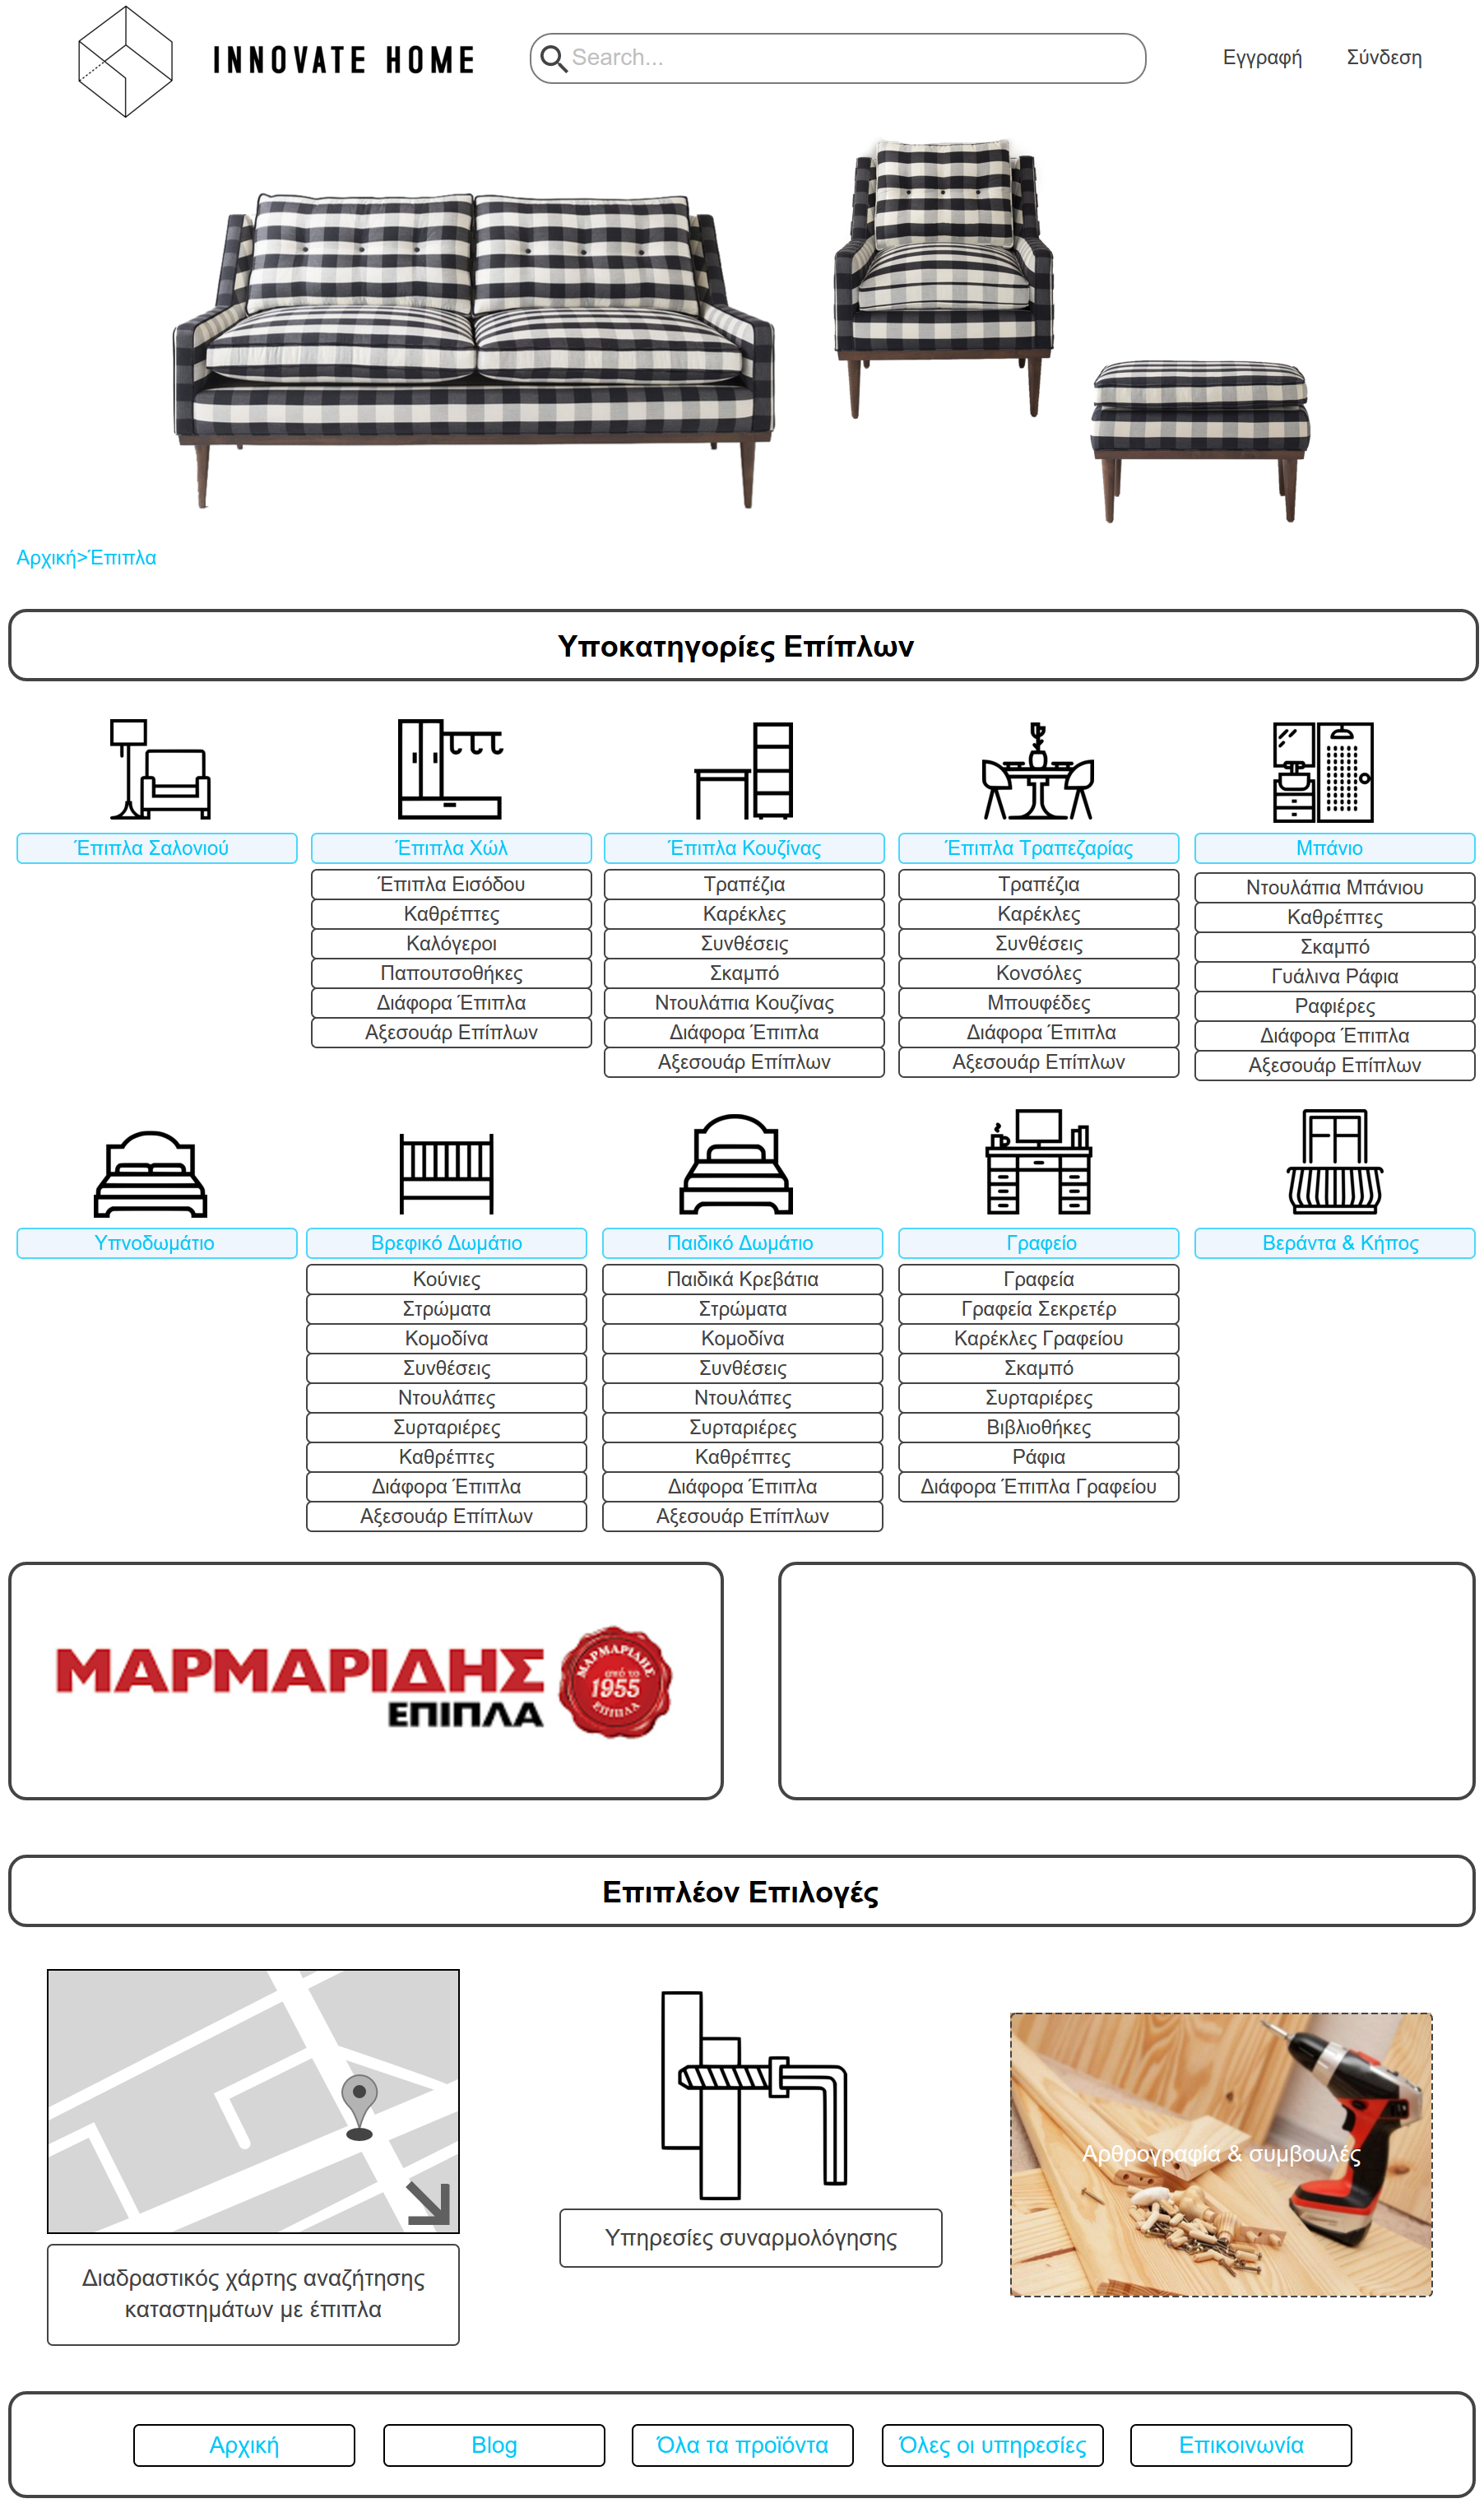 INNOVATE HOME
Search...
Εγγραφή
Σύνδεση
Αρχική>Έπιπλα
Υποκατηγορίες Επίπλων
Έπιπλα Σαλονιού
Έπιπλα Χώλ
Έπιπλα Εισόδου
Καθρέπτες
Καλόγεροι
Παπουτσοθήκες
Διάφορα Έπιπλα
Αξεσουάρ Επίπλων
Έπιπλα Κουζίνας
Τραπέζια
Καρέκλες
Συνθέσεις
Σκαμπό
Ντουλάπια Κουζίνας
Διάφορα Έπιπλα
Αξεσουάρ Επίπλων
Έπιπλα Τραπεζαρίας
Τραπέζια
Καρέκλες
Συνθέσεις
Κονσόλες
Μπουφέδες
Διάφορα Έπιπλα
Αξεσουάρ Επίπλων
Μπάνιο
Ντουλάπια Μπάνιου
Καθρέπτες
Σκαμπό
Γυάλινα Ράφια
Ραφιέρες
Διάφορα Έπιπλα
Αξεσουάρ Επίπλων
Υπνοδωμάτιο
Βρεφικό Δωμάτιο
Κούνιες
Στρώματα
Κομοδίνα
Συνθέσεις
Ντουλάπες
Συρταριέρες
Καθρέπτες
Διάφορα Έπιπλα
Αξεσουάρ Επίπλων
Παιδικό Δωμάτιο
Παιδικά Κρεβάτια
Στρώματα
Κομοδίνα
Συνθέσεις
Ντουλάπες
Συρταριέρες
Καθρέπτες
Διάφορα Έπιπλα
Αξεσουάρ Επίπλων
Γραφείο
Γραφεία
Γραφεία Σεκρετέρ
Καρέκλες Γραφείου
Σκαμπό
Συρταριέρες
Βιβλιοθήκες
Ράφια
Διάφορα Έπιπλα Γραφείου
Βεράντα & Κήπος
ΜΑΡΜΑΡΙΔΗΣ
ΕΠΙΠΛΑ
ΜΑΡΜΑΡΙΔΗΣ
από το
1955
ΕΠΙΠΛΑ
Επιπλέον Επιλογές
Διαδραστικός χάρτης αναζήτησης
καταστημάτων με έπιπλα
Υπηρεσίες συναρμολόγησης
Αρθρογραφία & συμβουλές
Αρχική
Blog
Όλα τα προϊόντα
Όλες οι υπηρεσίες
Επικοινωνία